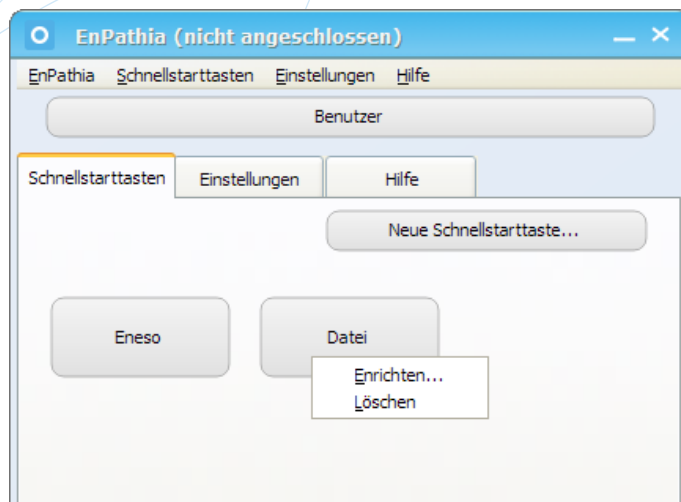 EnPathia (nicht angeschlossen)
EnPathia Schnellstarttasten Einstellungen Hilfe
Benutzer
Schnellstarttasten Einstellungen Hilfe
Neue Schnellstarttaste...
Eneso Datei
Enrichten...
Löschen